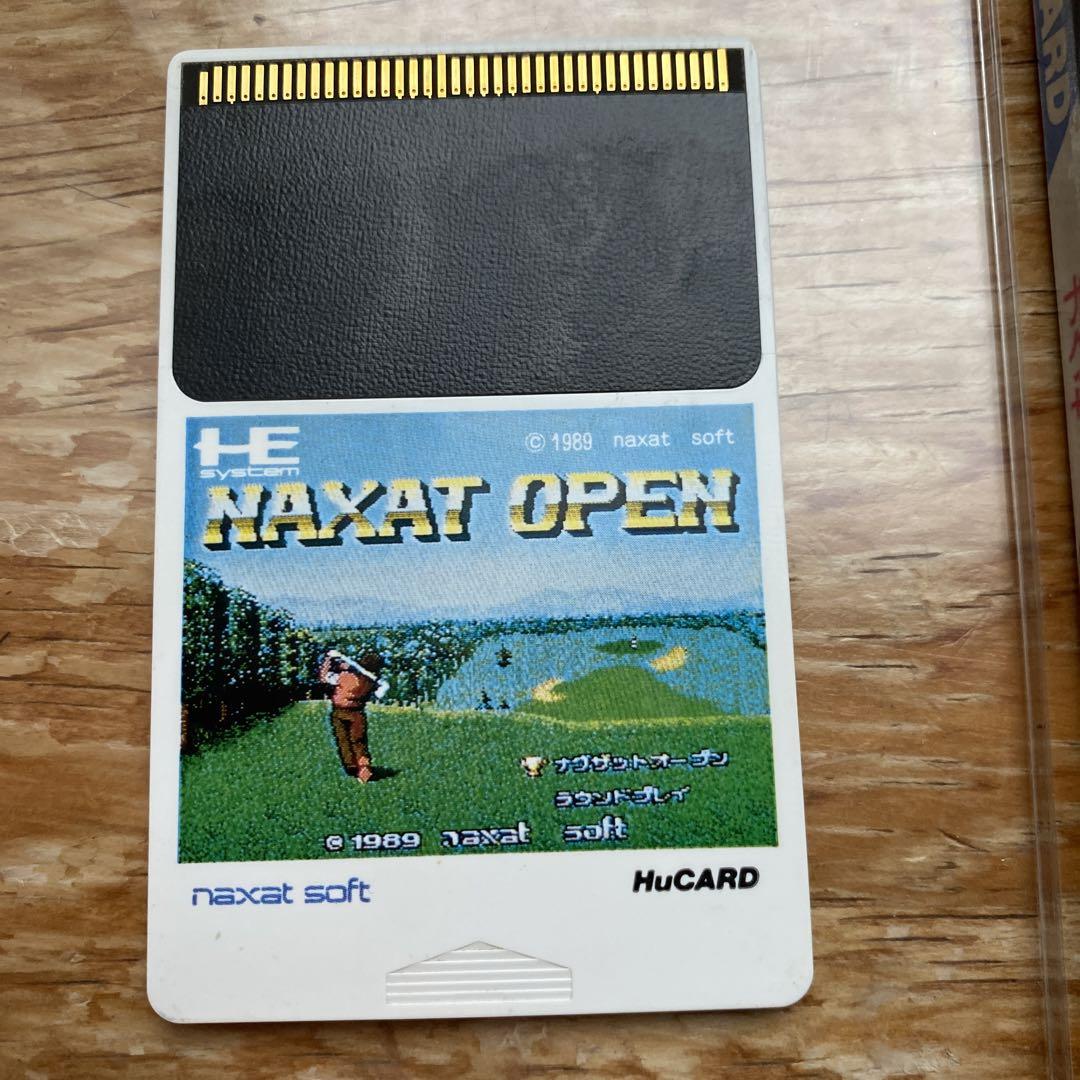 HE
system
© 1989 naxat soft
NAXAT OPEN
ナグザットオープン
ラウンドプレイ
© 1989 naxat soft
naxat soft
HuCARD
ARD